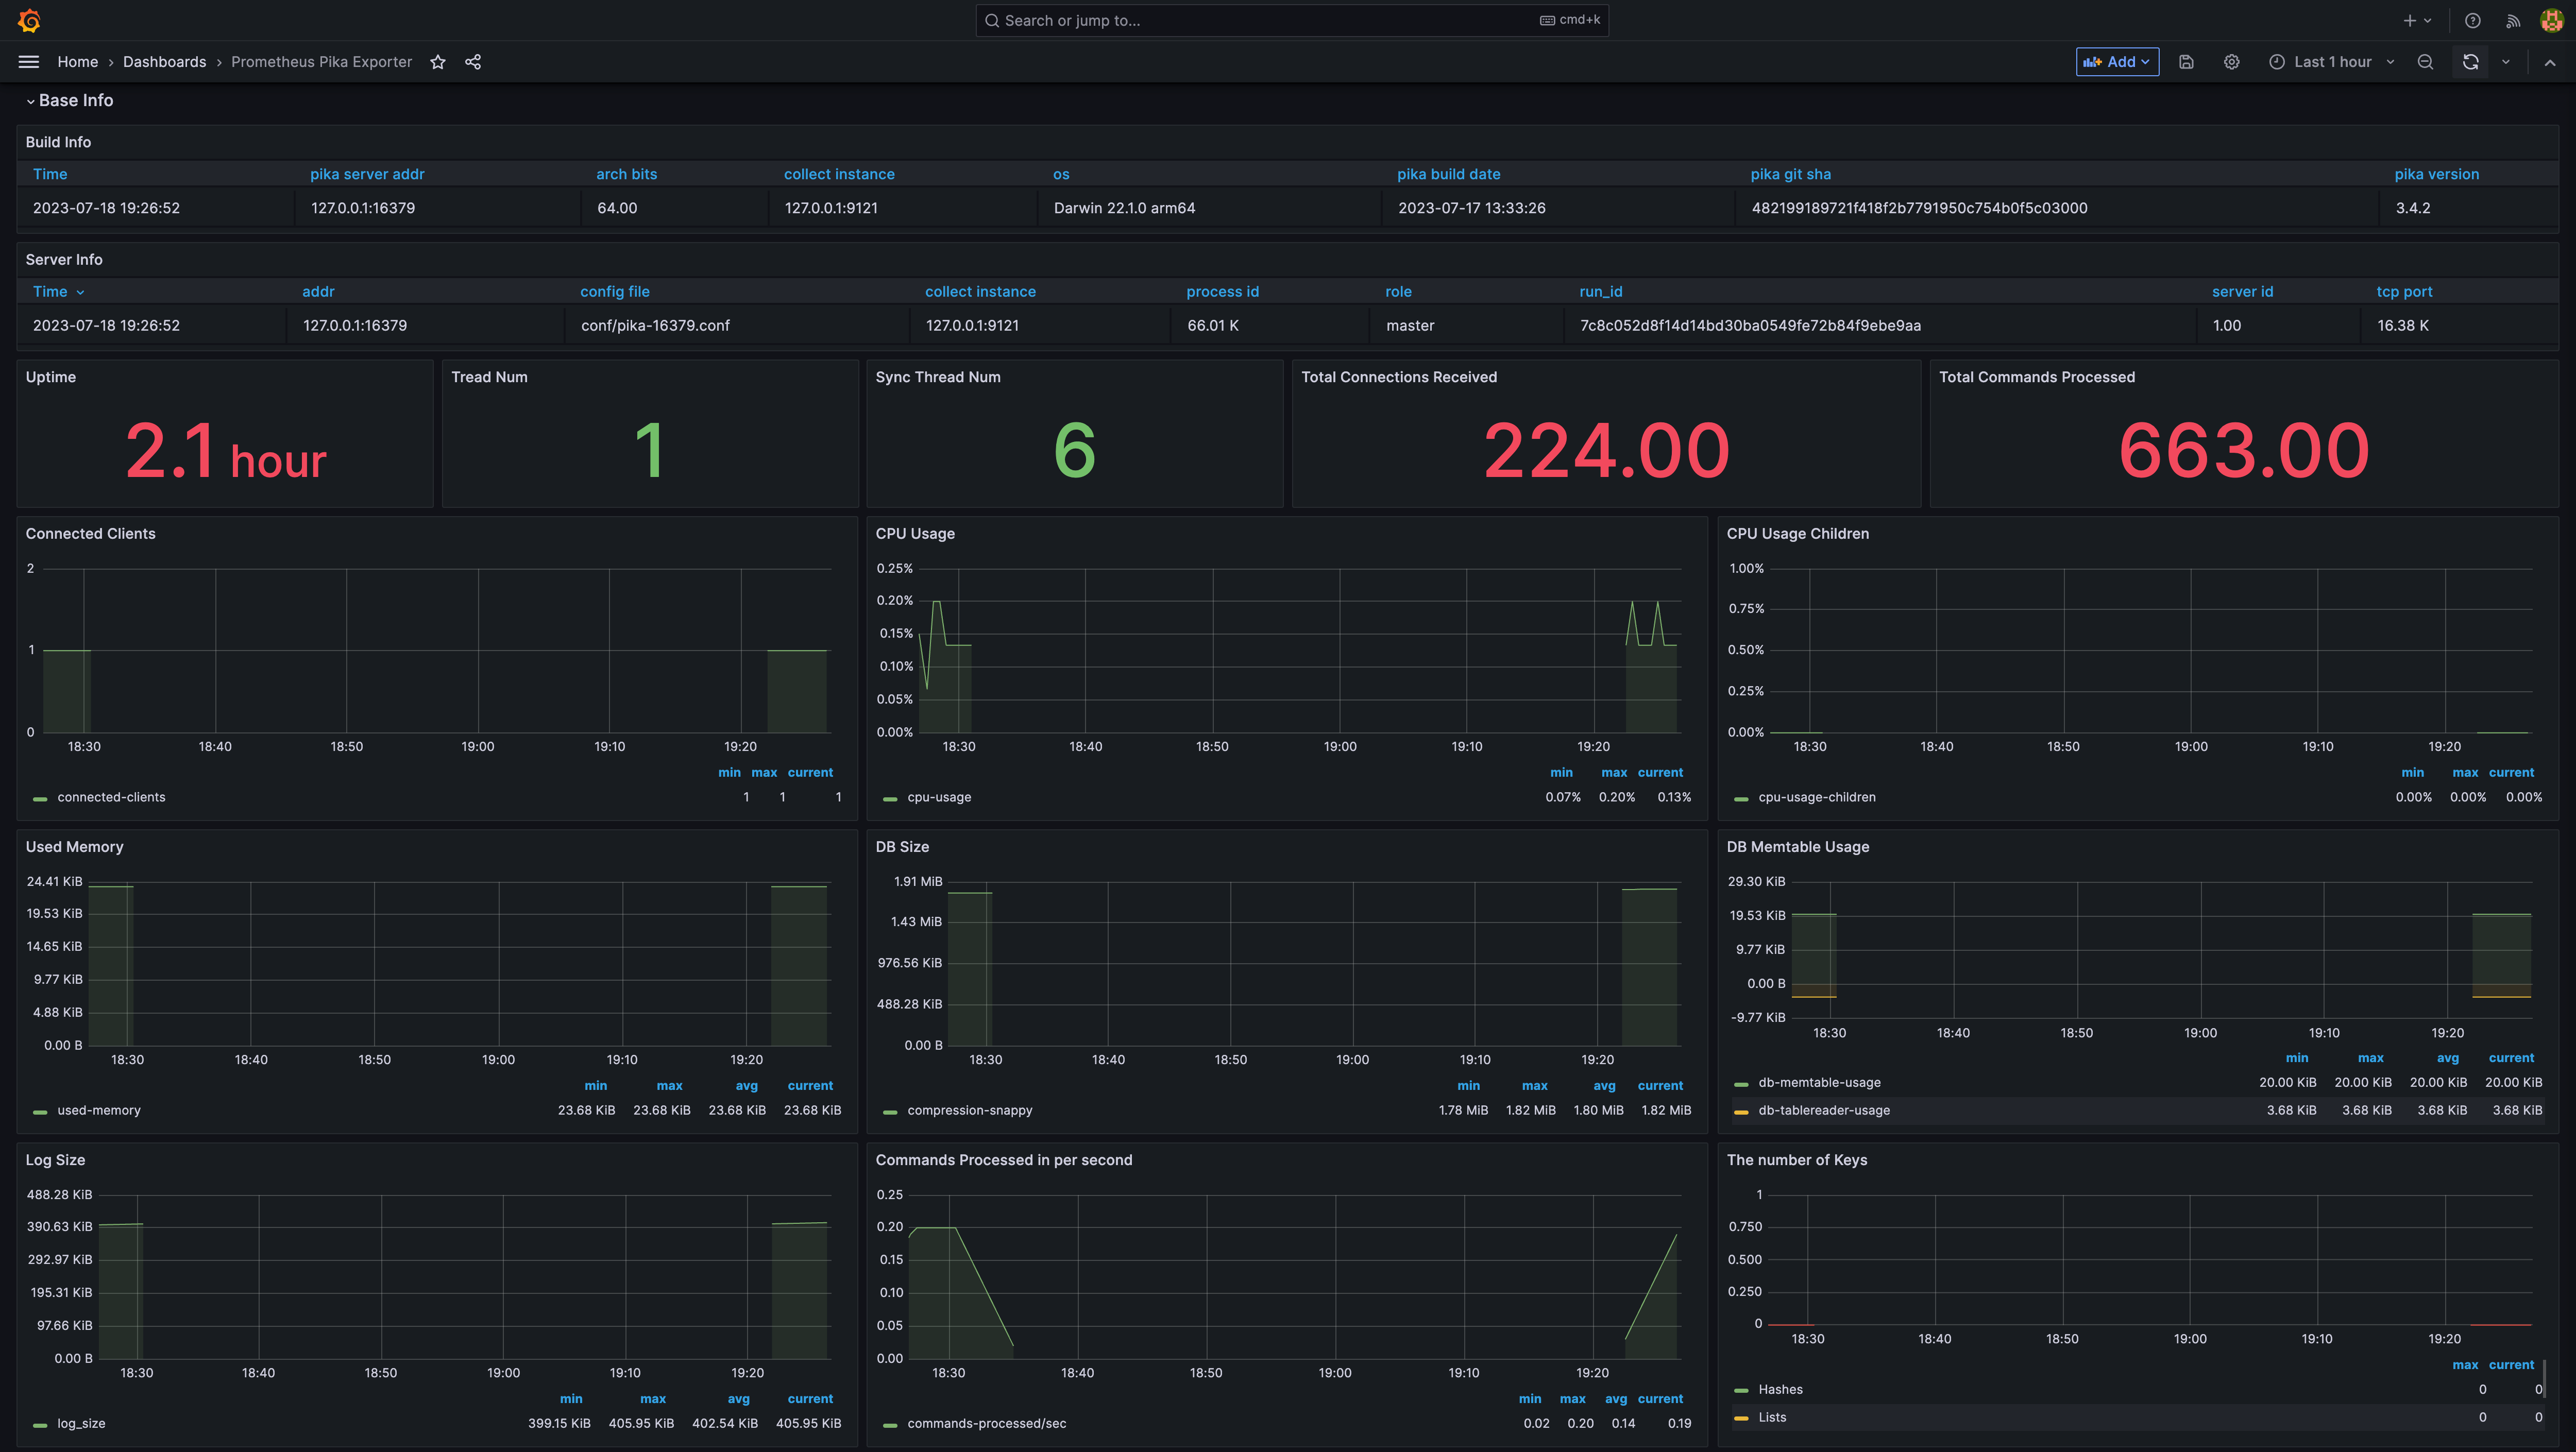 Search or jump to...
cmd+k
Home › Dashboards › Prometheus Pika Exporter
Add
Last 1 hour
Base Info
Build Info
Time pika server addr arch bits collect instance os pika build date pika git sha pika version
2023-07-18 19:26:52 127.0.0.1:16379 64.00 127.0.0.1:9121 Darwin 22.1.0 arm64 2023-07-17 13:33:26 482199189721f418f2b7791950c754b0f5c03000 3.4.2
Server Info
Time addr config file collect instance process id role run_id server id tcp port
2023-07-18 19:26:52 127.0.0.1:16379 conf/pika-16379.conf 127.0.0.1:9121 66.01 K master 7c8c052d8f14d14bd30ba0549fe72b84f9ebe9aa 1.00 16.38 K
Uptime
2.1 hour
Tread Num
1
Sync Thread Num
6
Total Connections Received
224.00
Total Commands Processed
663.00
Connected Clients
2
1
0
18:30 18:40 18:50 19:00 19:10 19:20
min max current
connected-clients 1 1 1
CPU Usage
0.25%
0.20%
0.15%
0.10%
0.05%
0.00%
18:30 18:40 18:50 19:00 19:10 19:20
min max current
cpu-usage 0.07% 0.20% 0.13%
CPU Usage Children
1.00%
0.75%
0.50%
0.25%
0.00%
18:30 18:40 18:50 19:00 19:10 19:20
min max current
cpu-usage-children 0.00% 0.00% 0.00%
Used Memory
24.41 KiB
19.53 KiB
14.65 KiB
9.77 KiB
4.88 KiB
0.00 B
18:30 18:40 18:50 19:00 19:10 19:20
min max avg current
used-memory 23.68 KiB 23.68 KiB 23.68 KiB 23.68 KiB
DB Size
1.91 MiB
1.43 MiB
976.56 KiB
488.28 KiB
0.00 B
18:30 18:40 18:50 19:00 19:10 19:20
min max avg current
compression-snappy 1.78 MiB 1.82 MiB 1.80 MiB 1.82 MiB
DB Memtable Usage
29.30 KiB
19.53 KiB
9.77 KiB
0.00 B
-9.77 KiB
18:30 18:40 18:50 19:00 19:10 19:20
min max avg current
db-memtable-usage 20.00 KiB 20.00 KiB 20.00 KiB 20.00 KiB
db-tablereader-usage 3.68 KiB 3.68 KiB 3.68 KiB 3.68 KiB
Log Size
488.28 KiB
390.63 KiB
292.97 KiB
195.31 KiB
97.66 KiB
0.00 B
18:30 18:40 18:50 19:00 19:10 19:20
min max avg current
log_size 399.15 KiB 405.95 KiB 402.54 KiB 405.95 KiB
Commands Processed in per second
0.25
0.20
0.15
0.10
0.05
0.00
18:30 18:40 18:50 19:00 19:10 19:20
min max avg current
commands-processed/sec 0.02 0.20 0.14 0.19
The number of Keys
1
0.750
0.500
0.250
0
18:30 18:40 18:50 19:00 19:10 19:20
max current
Hashes 0 0
Lists 0 0